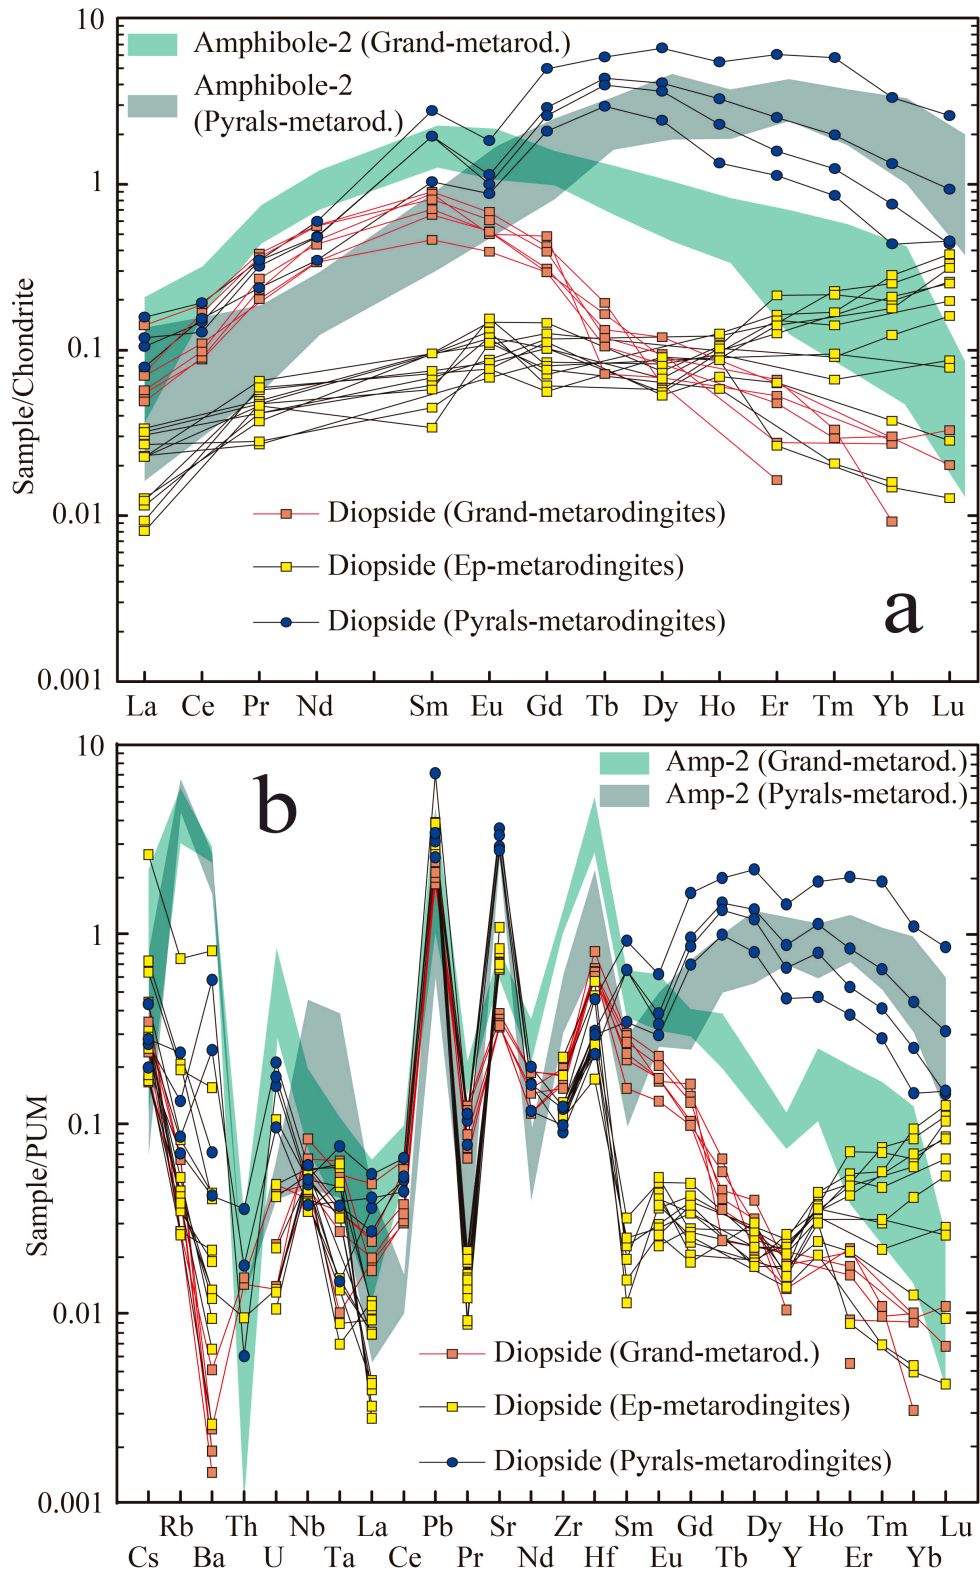 10
Amphibole-2 (Grand-metarod.)
Amphibole-2
(Pyrals-metarod.)
1
Sample/Chondrite
0.1
0.01
Diopside (Grand-metarodingites)
Diopside (Ep-metarodingites)
Diopside (Pyrals-metarodingites)
a
0.001
La Ce Pr Nd Sm Eu Gd Tb Dy Ho Er Tm Yb Lu
10
b
Amp-2 (Grand-metarod.)
Amp-2 (Pyrals-metarod.)
1
Sample/PUM
0.1
0.01
Diopside (Grand-metarod.)
Diopside (Ep-metarodingites)
Diopside (Pyrals-metarodingites)
0.001
Rb Th Nb La Pb Sr Zr Sm Gd Dy Ho Tm Lu
Cs Ba U Ta Ce Pr Nd Hf Eu Tb Y Er Yb